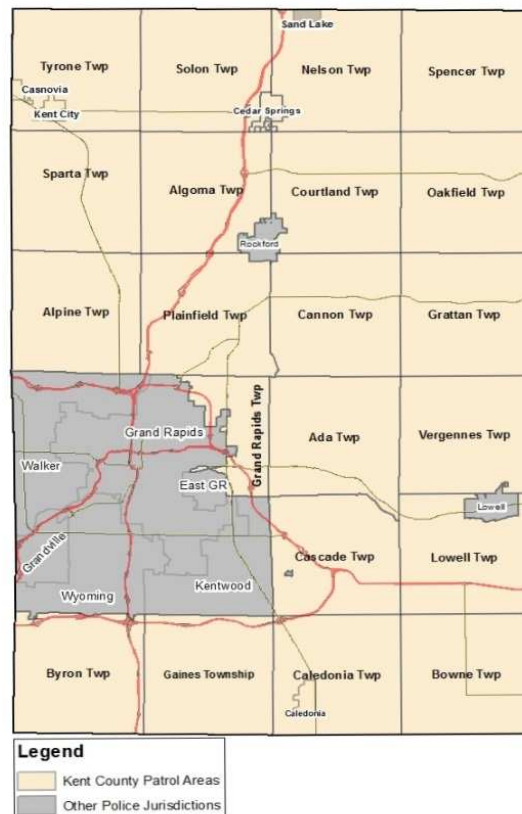 Sand Lake
Tyrone Twp
Solon Twp
Nelson Twp
Spencer Twp
Casnovia
Kent City
Cedar Springs
Sparta Twp
Algoma Twp
Courtland Twp
Oakfield Twp
Rockford
Alpine Twp
Plainfield Twp
Cannon Twp
Grattan Twp
Grand Rapids
Grand Rapids Twp
Ada Twp
Vergennes Twp
Walker
East GR
Lowell
Grandville
Cascade Twp
Lowell Twp
Wyoming
Kentwood
Byron Twp
Gaines Township
Caledonia Twp
Bowne Twp
Caledonia
Legend
Kent County Patrol Areas
Other Police Jurisdictions